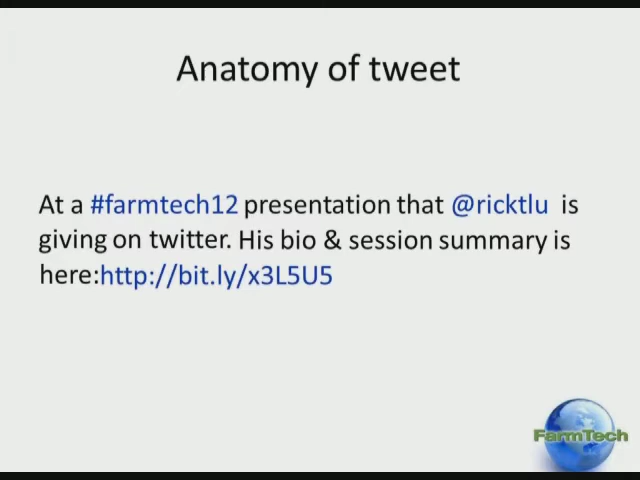 Anatomy of tweet
At a #farmtech12 presentation that @ricktlu is
giving on twitter. His bio & session summary is
here:http://bit.ly/x3L5U5
FarmTech